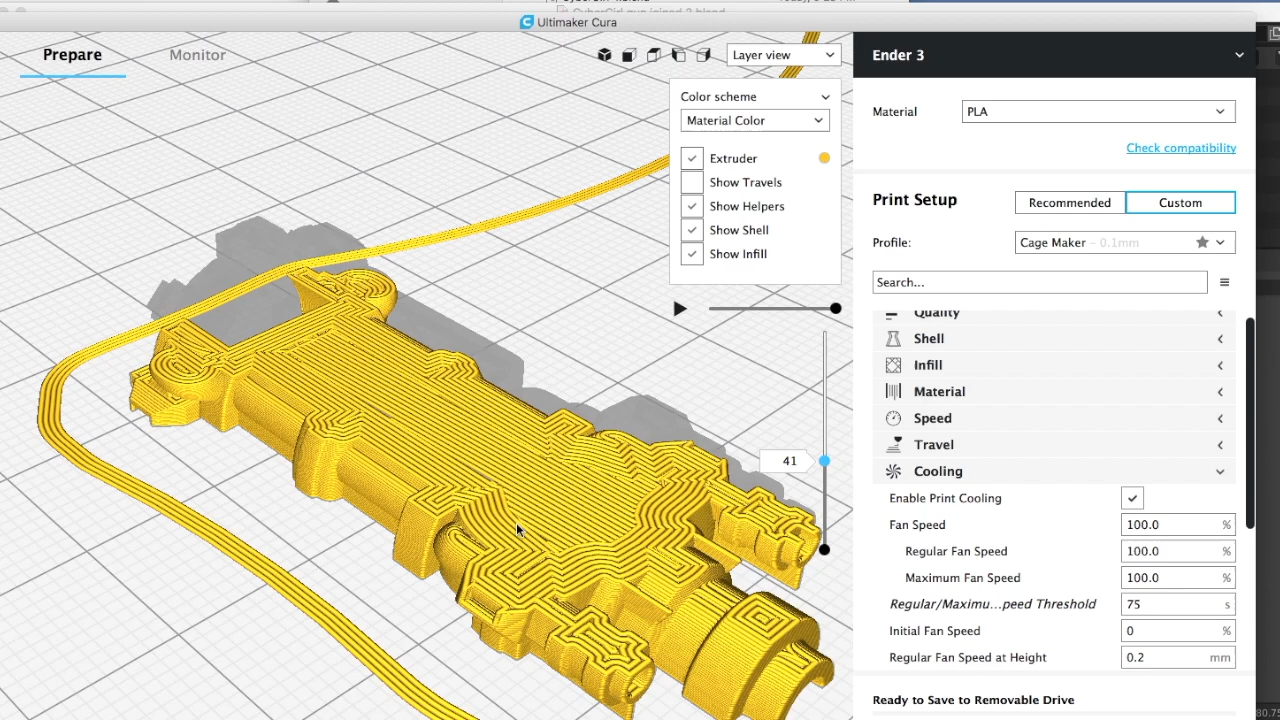 Ultimaker Cura
Prepare
Monitor
Layer view
Ender 3
Color scheme
Material Color
Extruder
Show Travels
Show Helpers
Show Shell
Show Infill
41
Material
PLA
Check compatibility
Print Setup
Recommended
Custom
Profile:
Cage Maker - 0.1mm
Search...
Quality
Shell
Infill
Material
Speed
Travel
Cooling
Enable Print Cooling
Fan Speed
100.0 %
Regular Fan Speed
100.0 %
Maximum Fan Speed
100.0 %
Regular/Maximu...peed Threshold
75 s
Initial Fan Speed
0 %
Regular Fan Speed at Height
0.2 mm
Ready to Save to Removable Drive